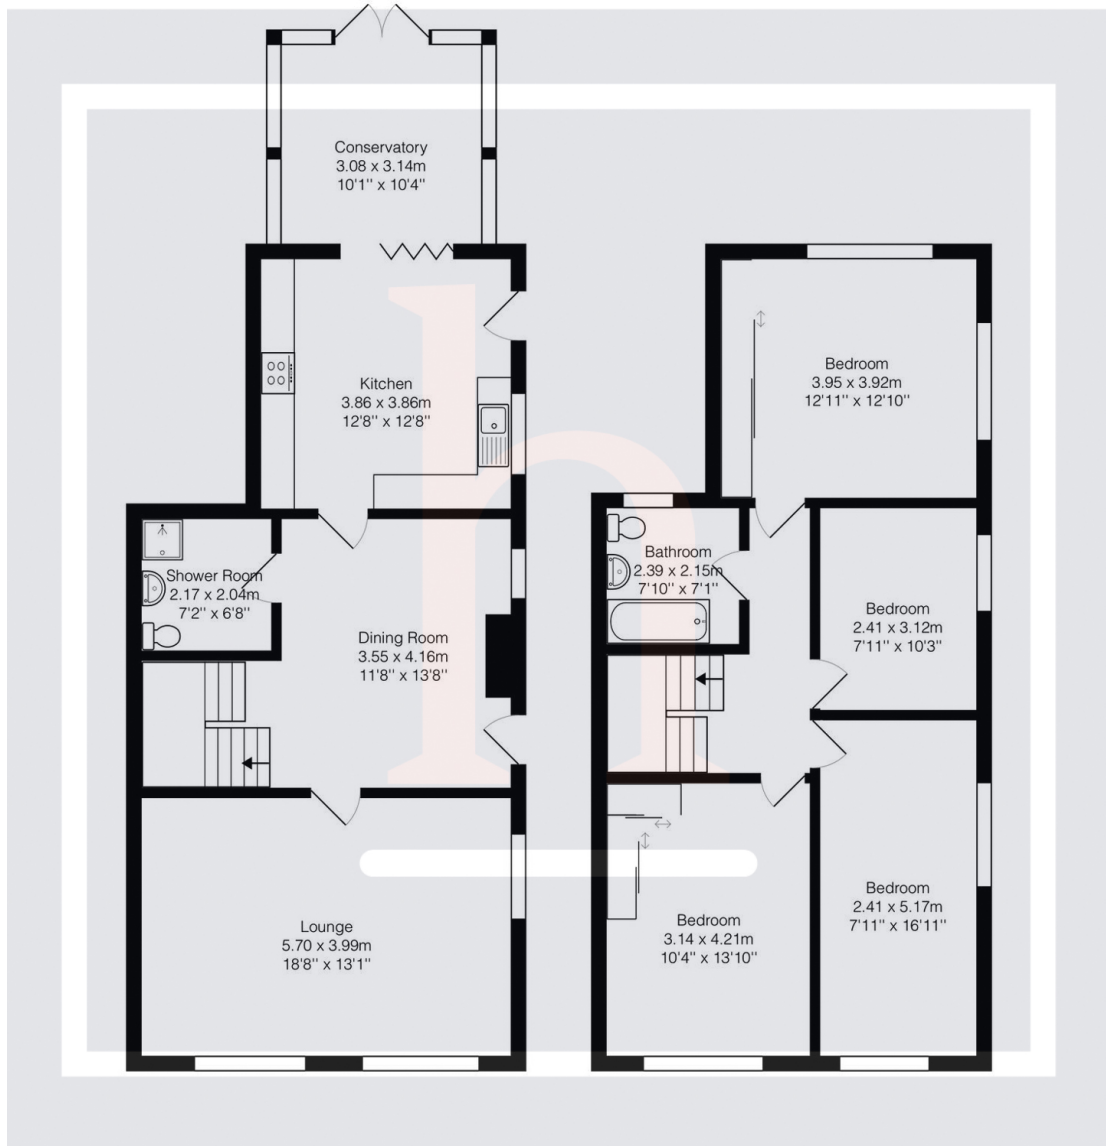 Conservatory
3.08 x 3.14m
10'1'' x 10'4''
Kitchen
3.86 x 3.86m
12'8'' x 12'8''
Shower Room
2.17 x 2.04m
7'2'' x 6'8''
Dining Room
3.55 x 4.16m
11'8'' x 13'8''
Lounge
5.70 x 3.99m
18'8'' x 13'1''
Bedroom
3.95 x 3.92m
12'11'' x 12'10''
Bathroom
2.39 x 2.15m
7'10'' x 7'1''
Bedroom
2.41 x 3.12m
7'11'' x 10'3''
Bedroom
2.41 x 5.17m
7'11'' x 16'11''
Bedroom
3.14 x 4.21m
10'4'' x 13'10''
h